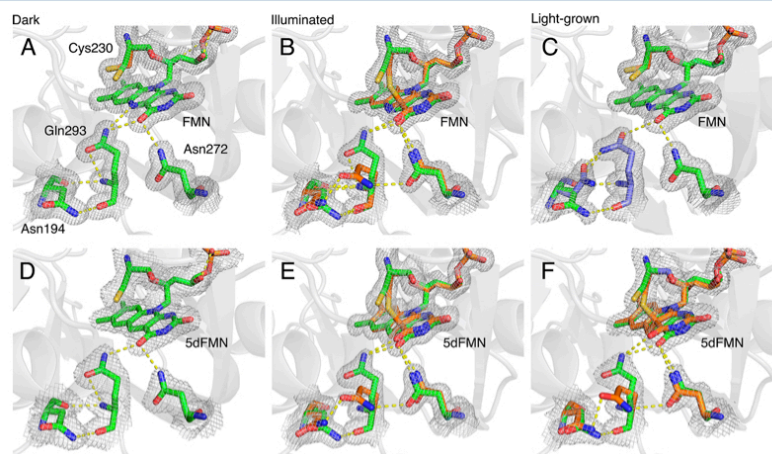 Dark
Illuminated
Light-grown
A
B
C
Cys230
FMN
FMN
FMN
Gln293
Asn272
Asn194
D
E
F
5dFMN
5dFMN
5dFMN